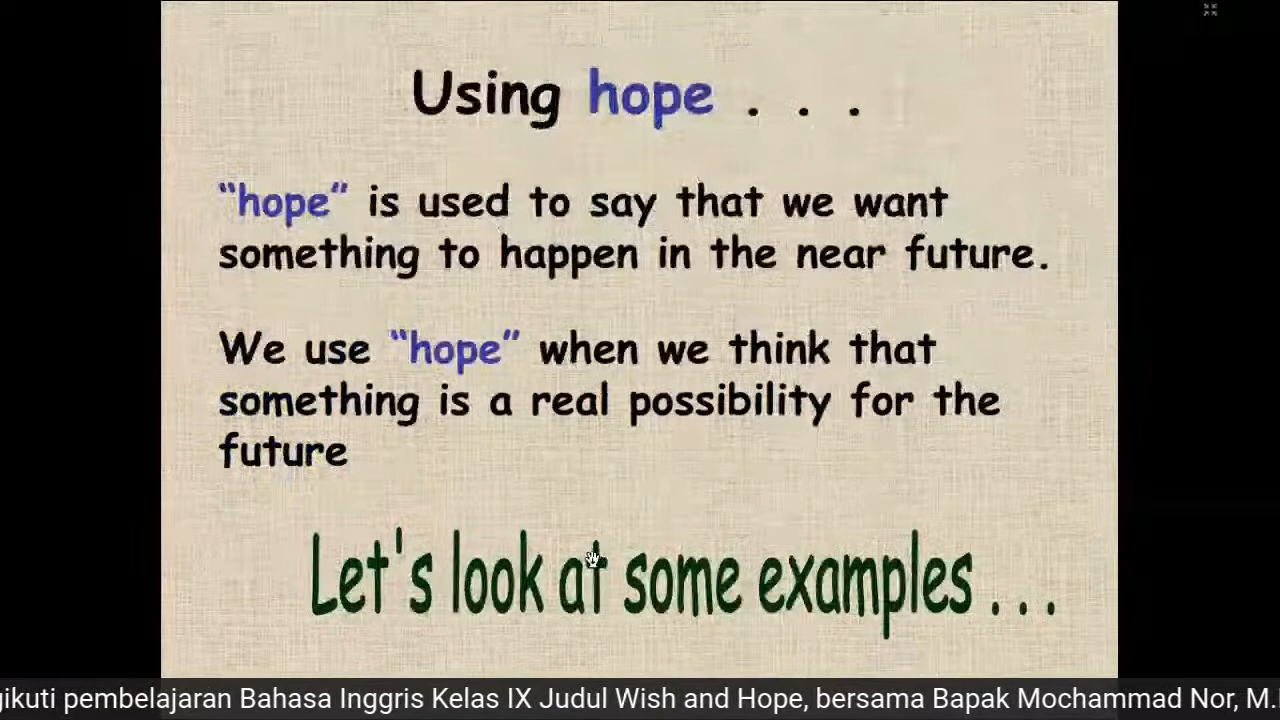 Using hope . . .
“hope” is used to say that we want
something to happen in the near future.
We use “hope” when we think that
something is a real possibility for the
future
Let's look at some examples . . .
pembelajaran Bahasa Inggris Kelas IX Judul Wish and Hope, bersama Bapak Mochammad Nor, M.